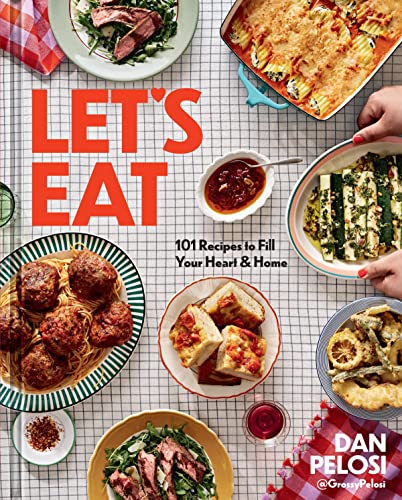 LET'S
EAT
101 Recipes to Fill
Your Heart & Home
DAN
PELOSI
@GrossyPelosi